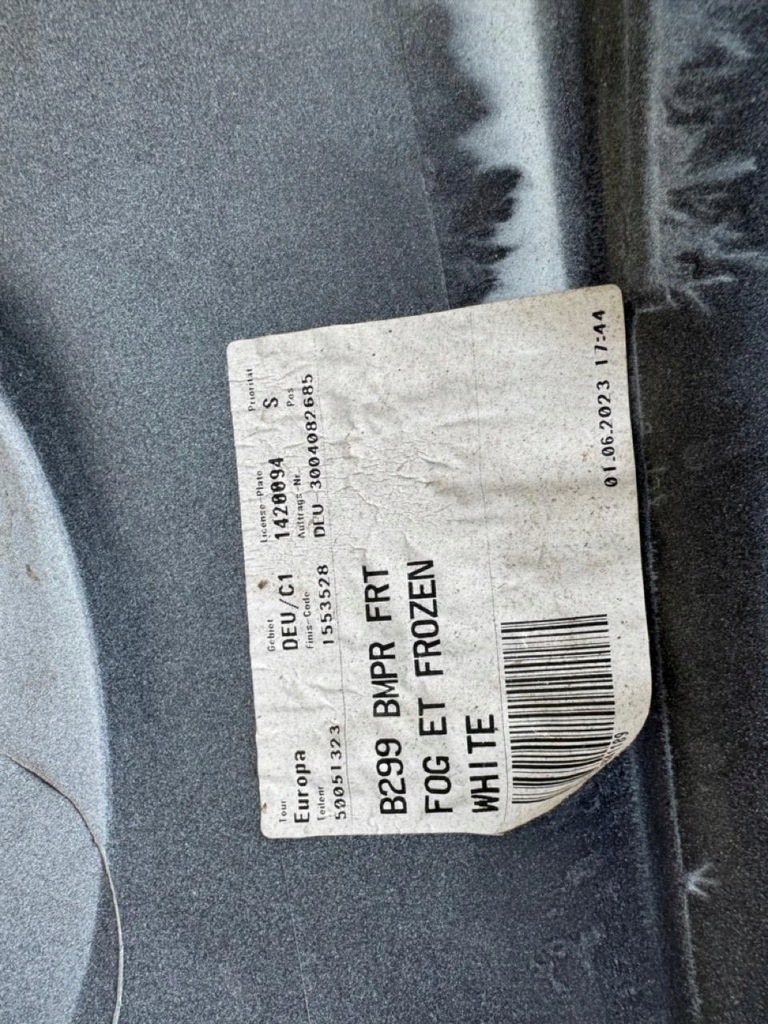 Tour Gebiet License-Plate Priorität
Europa DEU/C1 1420094 S
Teilenr Finis-Code Auftrags-Nr. Pos
50051323 1553528 DEU-3004082685
B299 BMPR FRT
FOG ET FROZEN
WHITE
01.06.2023 17:44